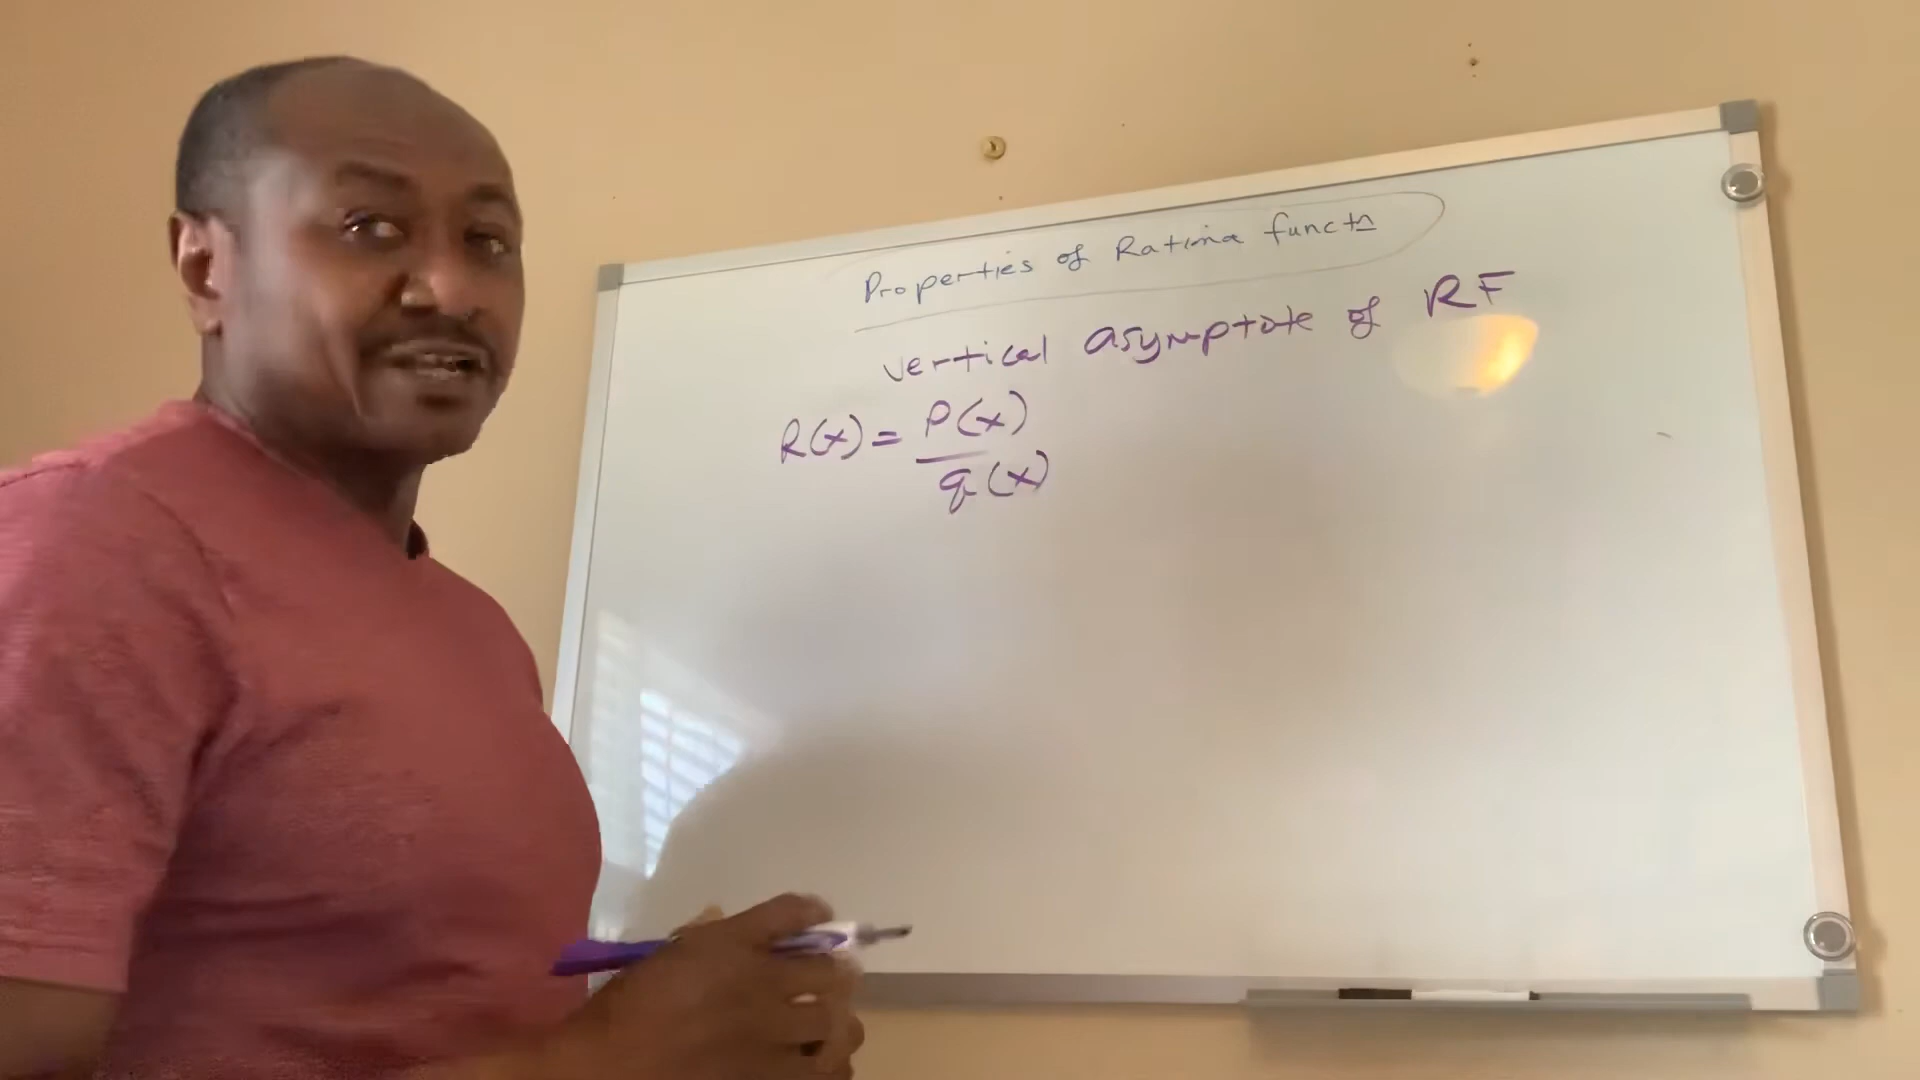 Properties of Rationa functn
vertical asymptote of RF
R(x) = P(x)
q(x)